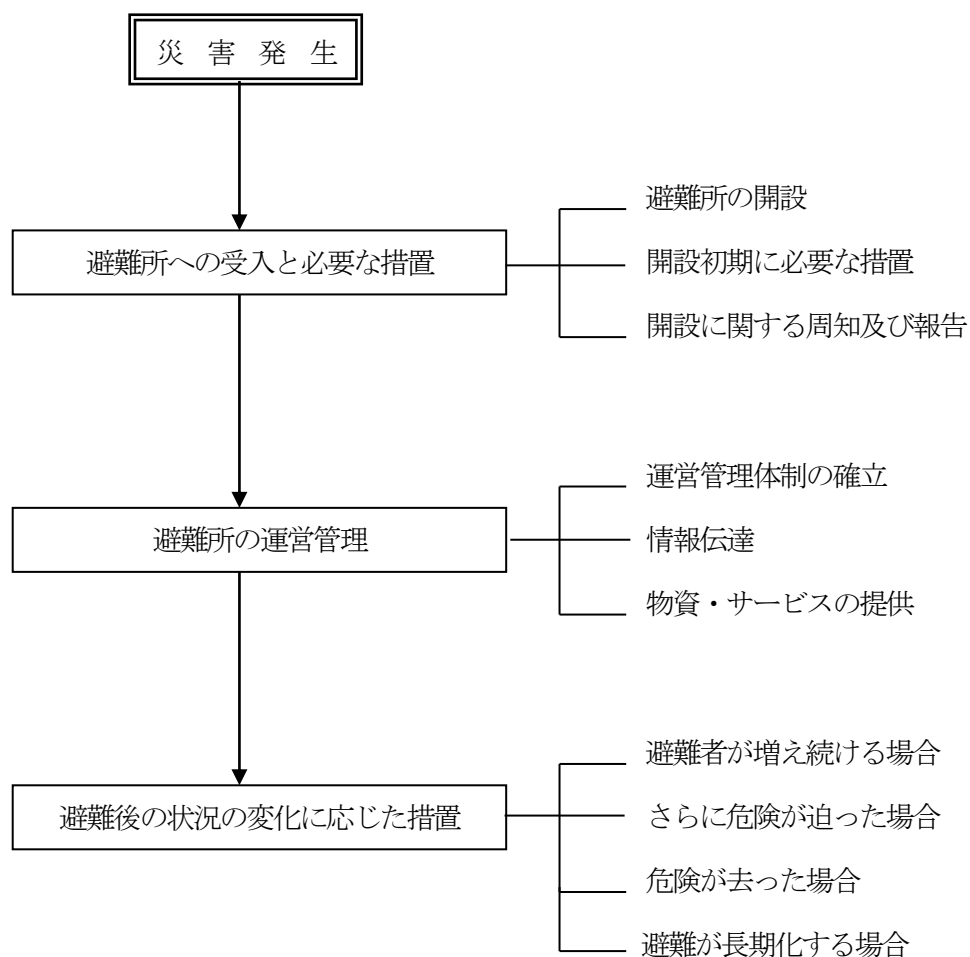 災害発生
避難所への受入と必要な措置
避難所の開設
開設初期に必要な措置
開設に関する周知及び報告
避難所の運営管理
運営管理体制の確立
情報伝達
物資・サービスの提供
避難後の状況の変化に応じた措置
避難者が増え続ける場合
さらに危険が迫った場合
危険が去った場合
避難が長期化する場合